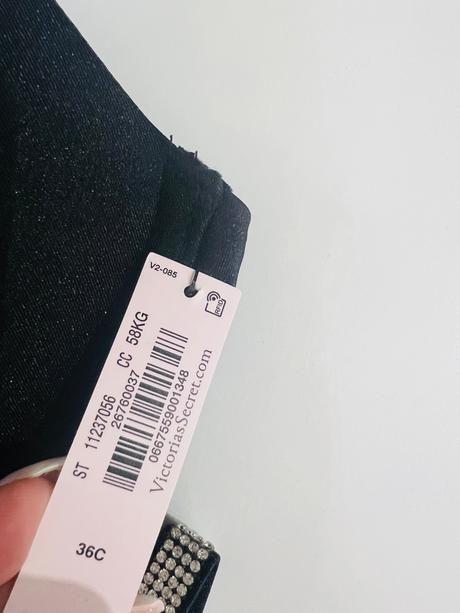 V2-085
RFID
ST 11237056 CC 58KG
26760037
0667559001348
VictoriasSecret.com
36C